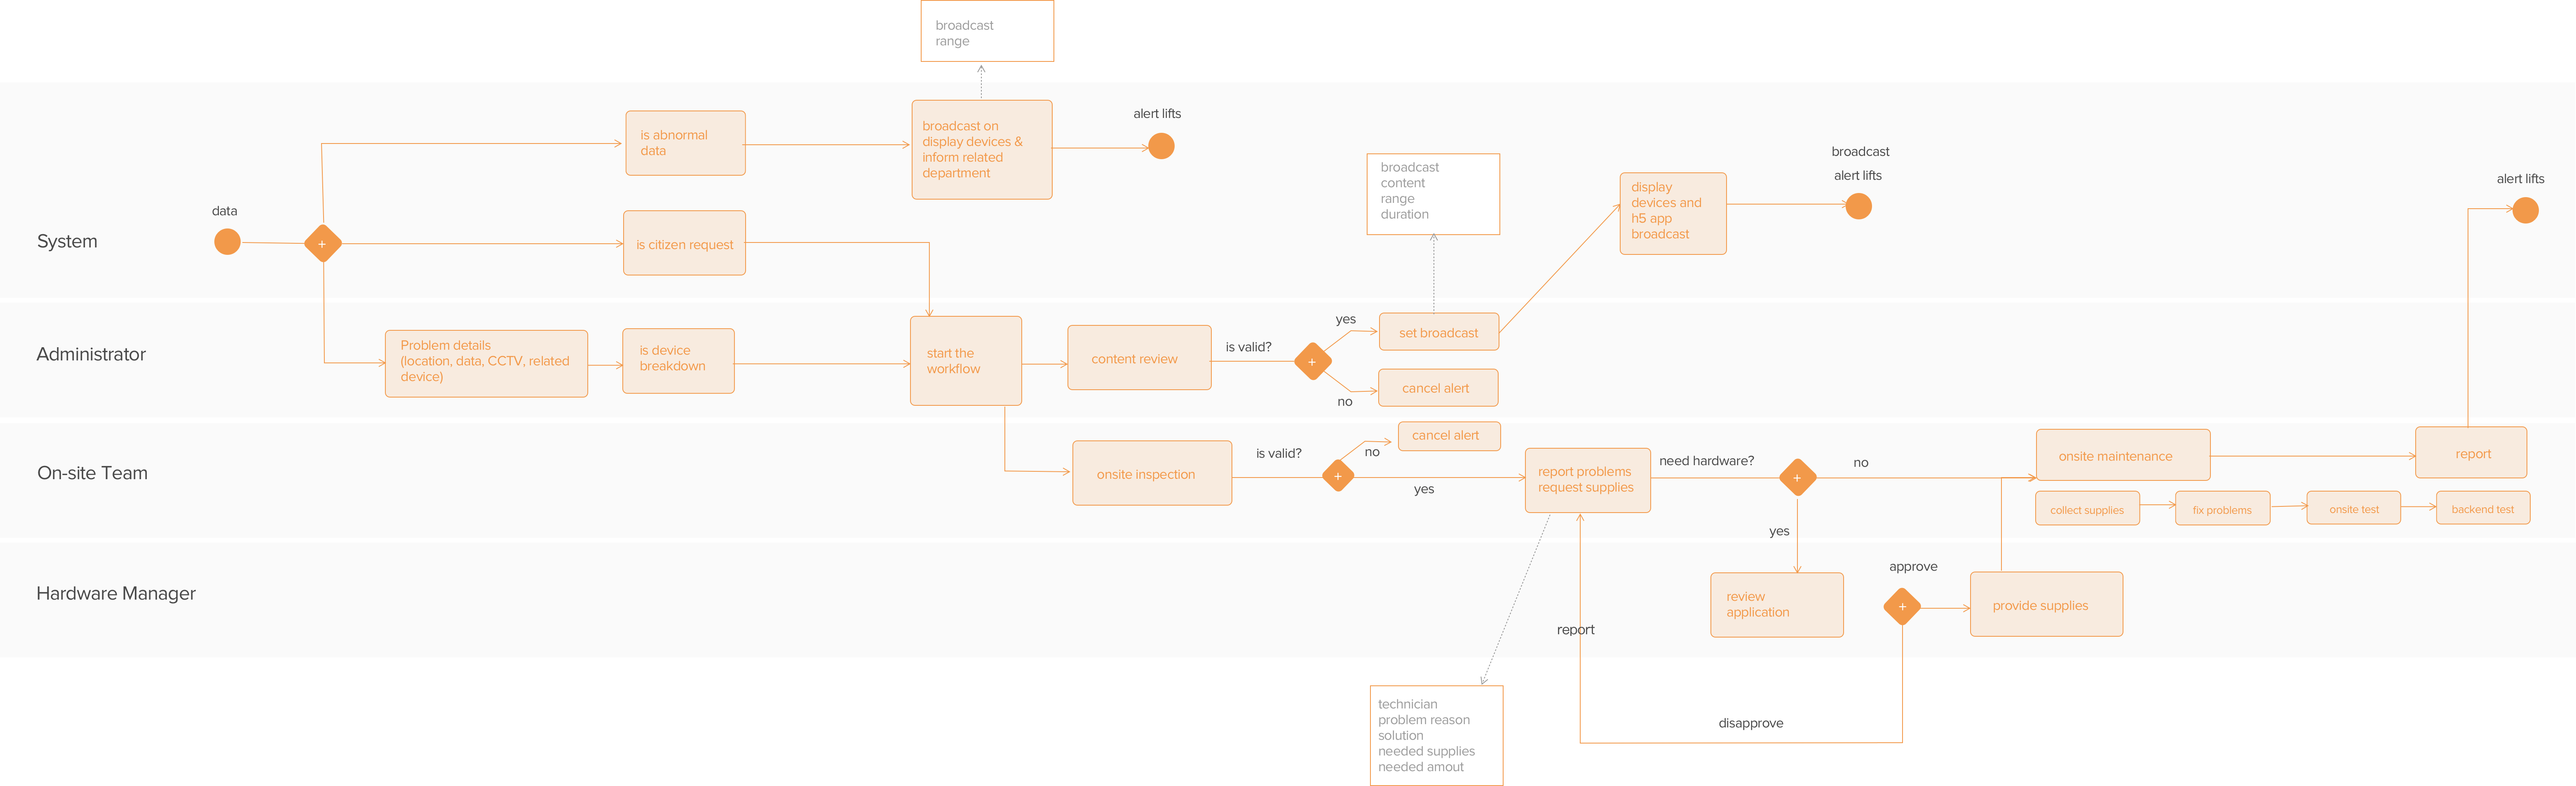 broadcast
range
System
data
is abnormal
data
broadcast on
display devices &
inform related
department
alert lifts
is citizen request
broadcast
content
range
duration
display
devices and
h5 app
broadcast
broadcast
alert lifts
alert lifts
Administrator
Problem details
(location, data, CCTV, related
device)
is device
breakdown
start the
workflow
content review
is valid?
yes
no
set broadcast
cancel alert
On-site Team
onsite inspection
is valid?
no
yes
cancel alert
report problems
request supplies
need hardware?
no
yes
onsite maintenance
report
collect supplies
fix problems
onsite test
backend test
Hardware Manager
review
application
approve
provide supplies
report
disapprove
technician
problem reason
solution
needed supplies
needed amout